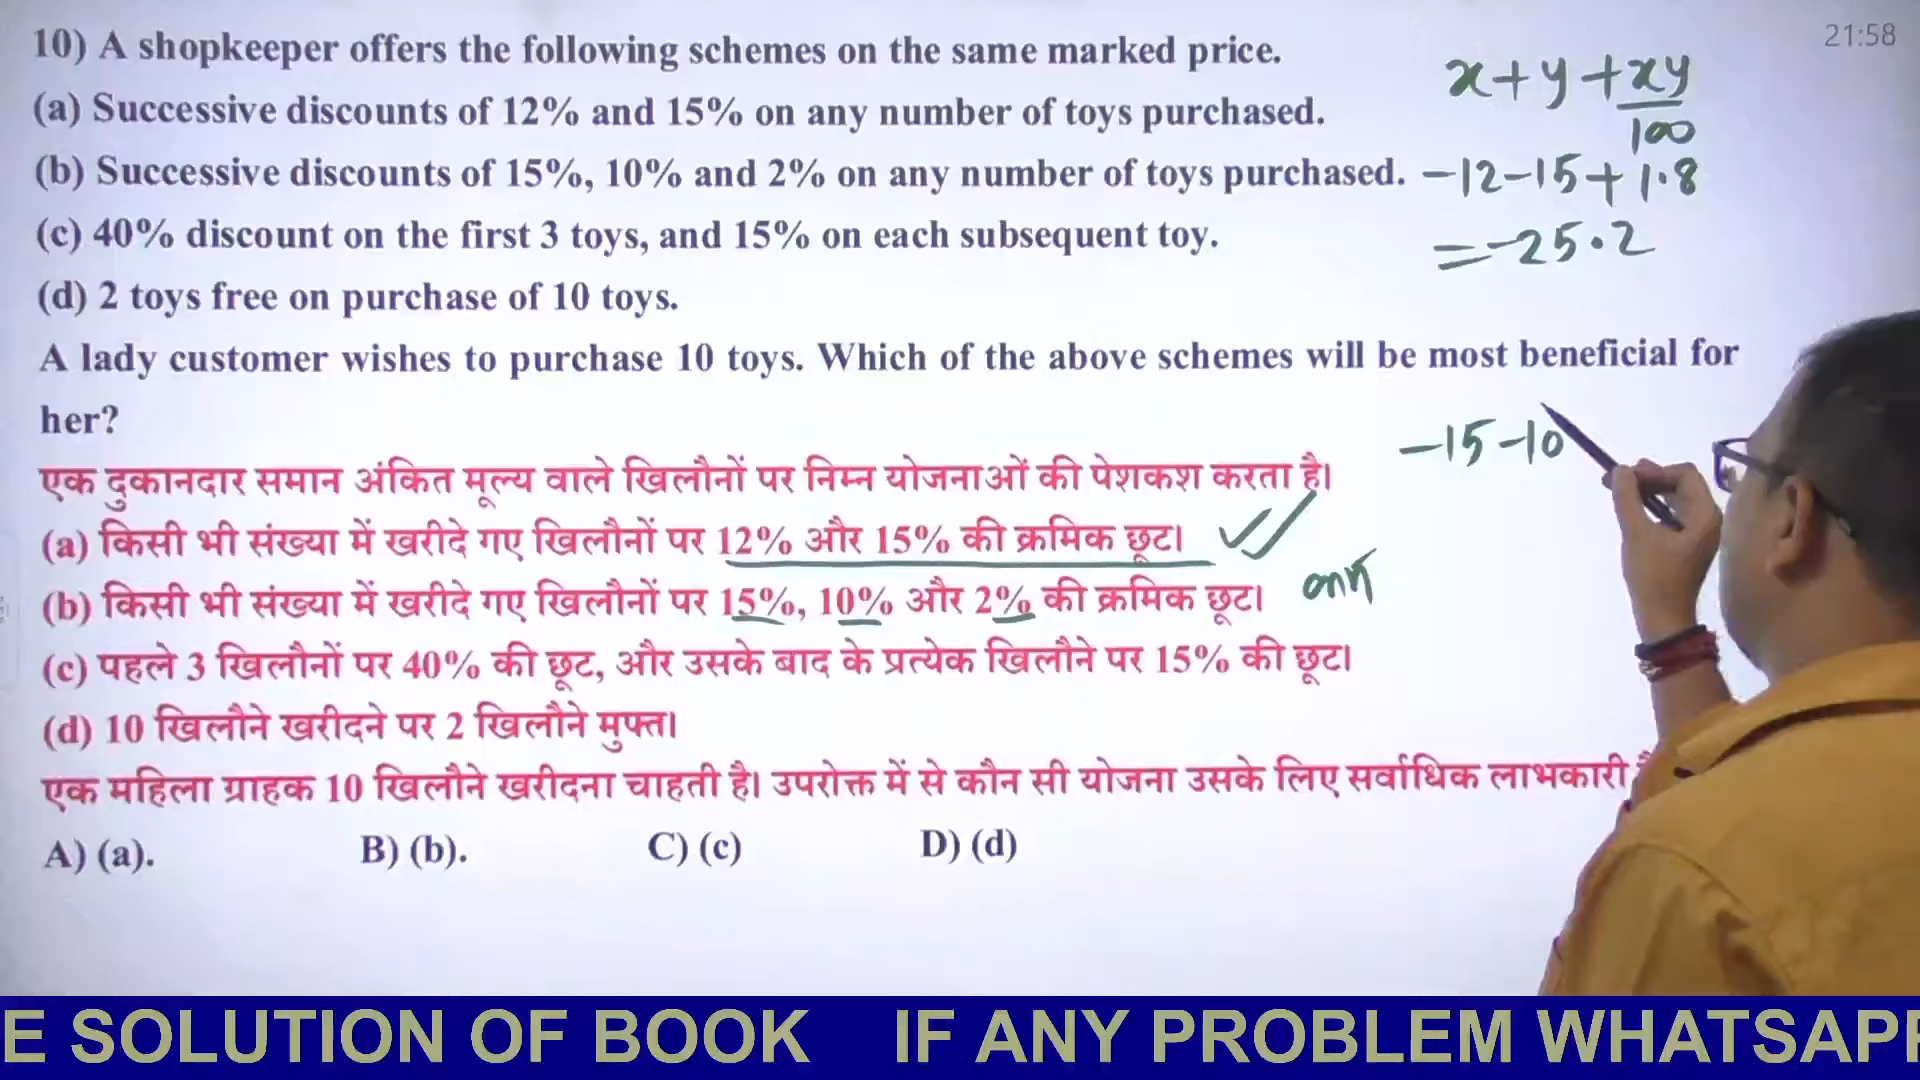 10) A shopkeeper offers the following schemes on the same marked price.
(a) Successive discounts of 12% and 15% on any number of toys purchased.
(b) Successive discounts of 15%, 10% and 2% on any number of toys purchased.
(c) 40% discount on the first 3 toys, and 15% on each subsequent toy.
(d) 2 toys free on purchase of 10 toys.
A lady customer wishes to purchase 10 toys. Which of the above schemes will be most beneficial for
her?
एक दुकानदार समान अंकित मूल्य वाले खिलौनों पर निम्न योजनाओं की पेशकश करता है।
(a) किसी भी संख्या में खरीदे गए खिलौनों पर 12% और 15% की क्रमिक छूट।
(b) किसी भी संख्या में खरीदे गए खिलौनों पर 15%, 10% और 2% की क्रमिक छूट।
(c) पहले 3 खिलौनों पर 40% की छूट, और उसके बाद के प्रत्येक खिलौने पर 15% की छूट।
(d) 10 खिलौने खरीदने पर 2 खिलौने मुफ्त।
एक महिला ग्राहक 10 खिलौने खरीदना चाहती है। उपरोक्त में से कौन सी योजना उसके लिए सर्वाधिक लाभकारी
A) (a). B) (b). C) (c) D) (d)
21:58
x+y+xy
100
-12-15+1.8
=-25.2
-15-10
E SOLUTION OF BOOK IF ANY PROBLEM WHATSAPP